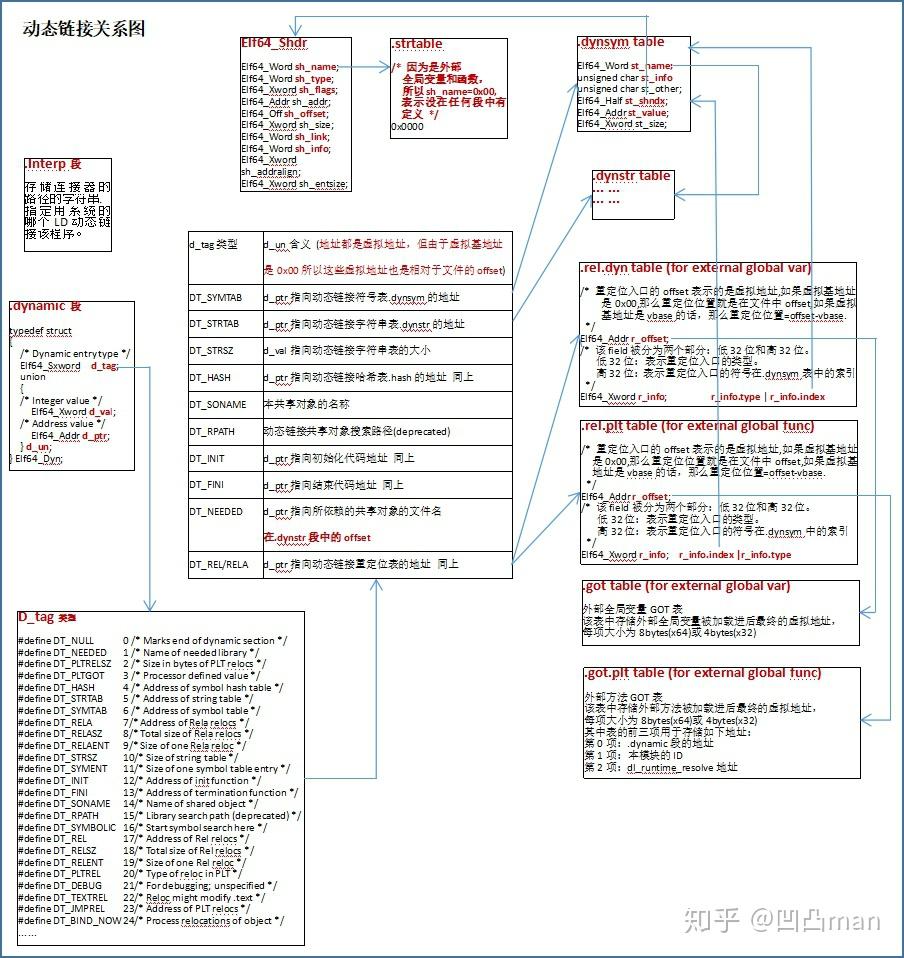 动态链接关系图
Elf64_Shdr
Elf64_Word sh_name;
Elf64_Word sh_type;
Elf64_Xword sh_flags;
Elf64_Addr sh_addr;
Elf64_Off sh_offset;
Elf64_Xword sh_size;
Elf64_Word sh_link;
Elf64_Word sh_info;
Elf64_Xword
sh_addralign;
Elf64_Xword sh_entsize;
.strtable
/* 因为是外部
全局变量和函数,
所以 sh_name=0x00,
表示没在任何段中有
定义 */
0x0000
.dynsym table
Elf64_Word st_name;
unsigned char st_info
unsigned char st_other;
Elf64_Half st_shndx;
Elf64_Addr st_value;
Elf64_Xword st_size;
.Interp 段
存储连接器的
路径的字符串.
指定用系统的
哪个 LD 动态链
接该程序。
.dynstr table
... ...
... ...
.dynamic 段
typedef struct
{
/* Dynamic entry type */
Elf64_Sxword d_tag;
union
{
/* Integer value */
Elf64_Xword d_val;
/* Address value */
Elf64_Addr d_ptr;
} d_un;
} Elf64_Dyn;
d_tag 类型 d_un 含义 (地址都是虚拟地址，但由于虚拟基地址
是 0x00 所以这些虚拟地址也是相对于文件的 offset)
DT_SYMTAB d_ptr 指向动态链接符号表.dynsym 的地址
DT_STRTAB d_ptr 指向动态链接字符串表.dynstr 的地址
DT_STRSZ d_val 指向动态链接字符串表的大小
DT_HASH d_ptr 指向动态链接哈希表.hash 的地址 同上
DT_SONAME 本共享对象的名称
DT_RPATH 动态链接共享对象搜索路径(deprecated)
DT_INIT d_ptr 指向初始化代码地址 同上
DT_FINI d_ptr 指向结束代码地址 同上
DT_NEEDED d_ptr 指向所依赖的共享对象的文件名
在.dynstr 段中的 offset
DT_REL/RELA d_ptr 指向动态链接重定位表的地址 同上
.rel.dyn table (for external global var)
/* 重定位入口的 offset 表示的是虚拟地址,如果虚拟基地址
是 0x00,那么重定位位置就是在文件中 offset,如果虚拟
基地址是 vbase 的话，那么重定位位置=offset-vbase.
*/
Elf64_Addr r_offset;
/* 该 field 被分为两个部分：低 32 位和高 32 位。
低 32 位：表示重定位入口的类型。
高 32 位：表示重定位入口的符号在.dynsym 表中的索引
*/
Elf64_Xword r_info; r_info.type | r_info.index
.rel.plt table (for external global func)
/* 重定位入口的 offset 表示的是虚拟地址,如果虚拟基地址
是 0x00,那么重定位位置就是在文件中 offset,如果虚拟基
地址是 vbase 的话，那么重定位位置=offset-vbase.
*/
Elf64_Addr r_offset;
/* 该 field 被分为两个部分：低 32 位和高 32 位。
低 32 位：表示重定位入口的类型。
高 32 位：表示重定位入口的符号在.dynsym 中的索引
*/
Elf64_Xword r_info; r_info.index |r_info.type
.got table (for external global var)
外部全局变量 GOT 表
该表中存储外部全局变量被加载进后最终的虚拟地址，
每项大小为 8bytes(x64)或 4bytes(x32)
.got.plt table (for external global func)
外部方法 GOT 表
该表中存储外部方法被加载进后最终的虚拟地址，
每项大小为 8bytes(x64)或 4bytes(x32)
其中表的前三项用于存储如下地址：
第 0 项：.dynamic 段的地址
第 1 项：本模块的 ID
第 2 项：dl_runtime_resolve 地址
D_tag 类型
#define DT_NULL 0 /* Marks end of dynamic section */
#define DT_NEEDED 1 /* Name of needed library */
#define DT_PLTRELSZ 2 /* Size in bytes of PLT relocs */
#define DT_PLTGOT 3 /* Processor defined value */
#define DT_HASH 4 /* Address of symbol hash table */
#define DT_STRTAB 5 /* Address of string table */
#define DT_SYMTAB 6 /* Address of symbol table */
#define DT_RELA 7 /* Address of Rela relocs */
#define DT_RELASZ 8 /* Total size of Rela relocs */
#define DT_RELAENT 9 /* Size of one Rela reloc */
#define DT_STRSZ 10 /* Size of string table */
#define DT_SYMENT 11 /* Size of one symbol table entry */
#define DT_INIT 12 /* Address of init function */
#define DT_FINI 13 /* Address of termination function */
#define DT_SONAME 14 /* Name of shared object */
#define DT_RPATH 15 /* Library search path (deprecated) */
#define DT_SYMBOLIC 16 /* Start symbol search here */
#define DT_REL 17 /* Address of Rel relocs */
#define DT_RELSZ 18 /* Total size of Rel relocs */
#define DT_RELENT 19 /* Size of one Rel reloc */
#define DT_PLTREL 20 /* Type of reloc in PLT */
#define DT_DEBUG 21 /* For debugging; unspecified */
#define DT_TEXTREL 22 /* Reloc might modify .text */
#define DT_JMPREL 23 /* Address of PLT relocs */
#define DT_BIND_NOW 24 /* Process relocations of object */
... ...
知乎 @凹凸man